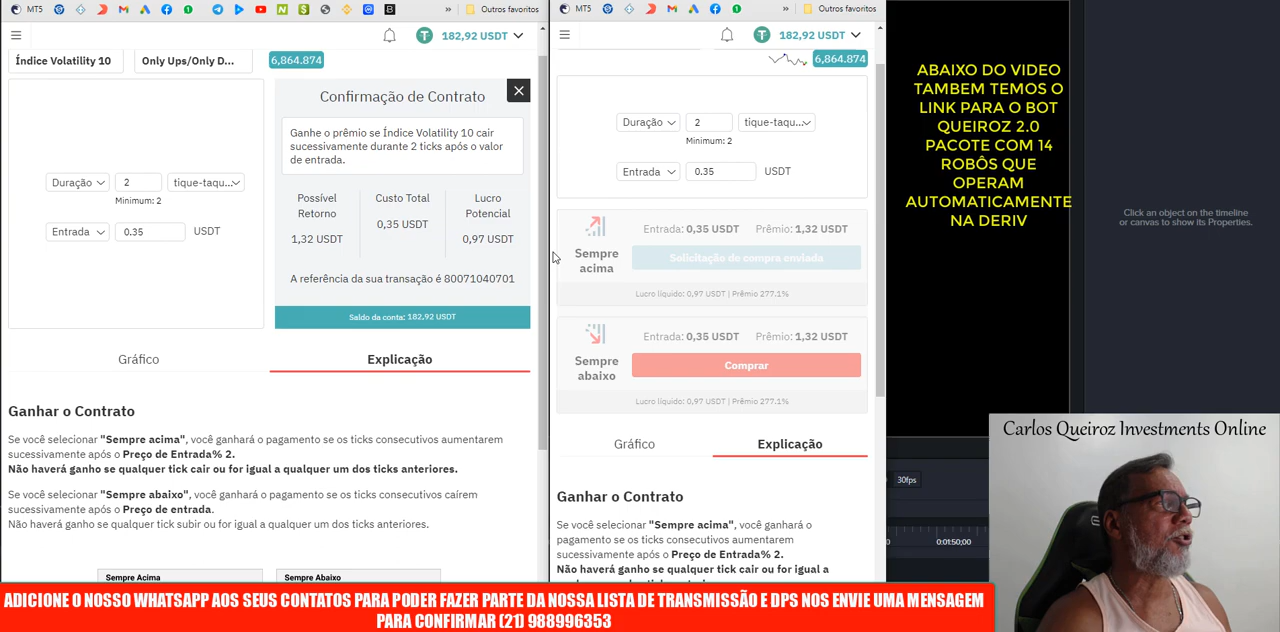 MT5
»
Outros favoritos
182,92 USDT
Índice Volatility 10
Only Ups/Only D...
6,864.874
Duração
2
tique-taqu...
Minimum: 2
Entrada
0.35
USDT
Confirmação de Contrato
Ganhe o prêmio se Índice Volatility 10 cair
sucessivamente durante 2 ticks após o valor
de entrada.
Possível
Retorno
1,32 USDT
Custo Total
0,35 USDT
Lucro
Potencial
0,97 USDT
A referência da sua transação é 80071040701
Saldo da conta: 182,92 USDT
Gráfico
Explicação
Ganhar o Contrato
Se você selecionar "Sempre acima", você ganhará o pagamento se os ticks consecutivos aumentarem
sucessivamente após o Preço de Entrada% 2.
Não haverá ganho se qualquer tick cair ou for igual a qualquer um dos ticks anteriores.
Se você selecionar "Sempre abaixo", você ganhará o pagamento se os ticks consecutivos caírem
sucessivamente após o Preço de entrada.
Não haverá ganho se qualquer tick subir ou for igual a qualquer um dos ticks anteriores.
Sempre Acima
Sempre Abaixo
MT5
»
Outros favoritos
182,92 USDT
6,864.874
Duração
2
tique-taqu...
Minimum: 2
Entrada
0.35
USDT
Sempre
acima
Entrada: 0,35 USDT
Prêmio: 1,32 USDT
Solicitação de compra enviada
Lucro líquido: 0,97 USDT | Prêmio 277.1%
Sempre
abaixo
Entrada: 0,35 USDT
Prêmio: 1,32 USDT
Comprar
Lucro líquido: 0,97 USDT | Prêmio 277.1%
Gráfico
Explicação
Ganhar o Contrato
Se você selecionar "Sempre acima", você ganhará o
pagamento se os ticks consecutivos aumentarem
sucessivamente após o Preço de Entrada% 2.
Não haverá ganho se qualquer tick cair ou for igual a
ABAIXO DO VIDEO
TAMBEM TEMOS O
LINK PARA O BOT
QUEIROZ 2.0
PACOTE COM 14
ROBÔS QUE
OPERAM
AUTOMATICAMENTE
NA DERIV
Click an object on the timeline
or canvas to show its Properties.
30fps
0:01:50;00
Carlos Queiroz Investments Online
ADICIONE O NOSSO WHATSAPP AOS SEUS CONTATOS PARA PODER FAZER PARTE DA NOSSA LISTA DE TRANSMISSÃO E DPS NOS ENVIE UMA MENSAGEM
PARA CONFIRMAR (21) 988996353